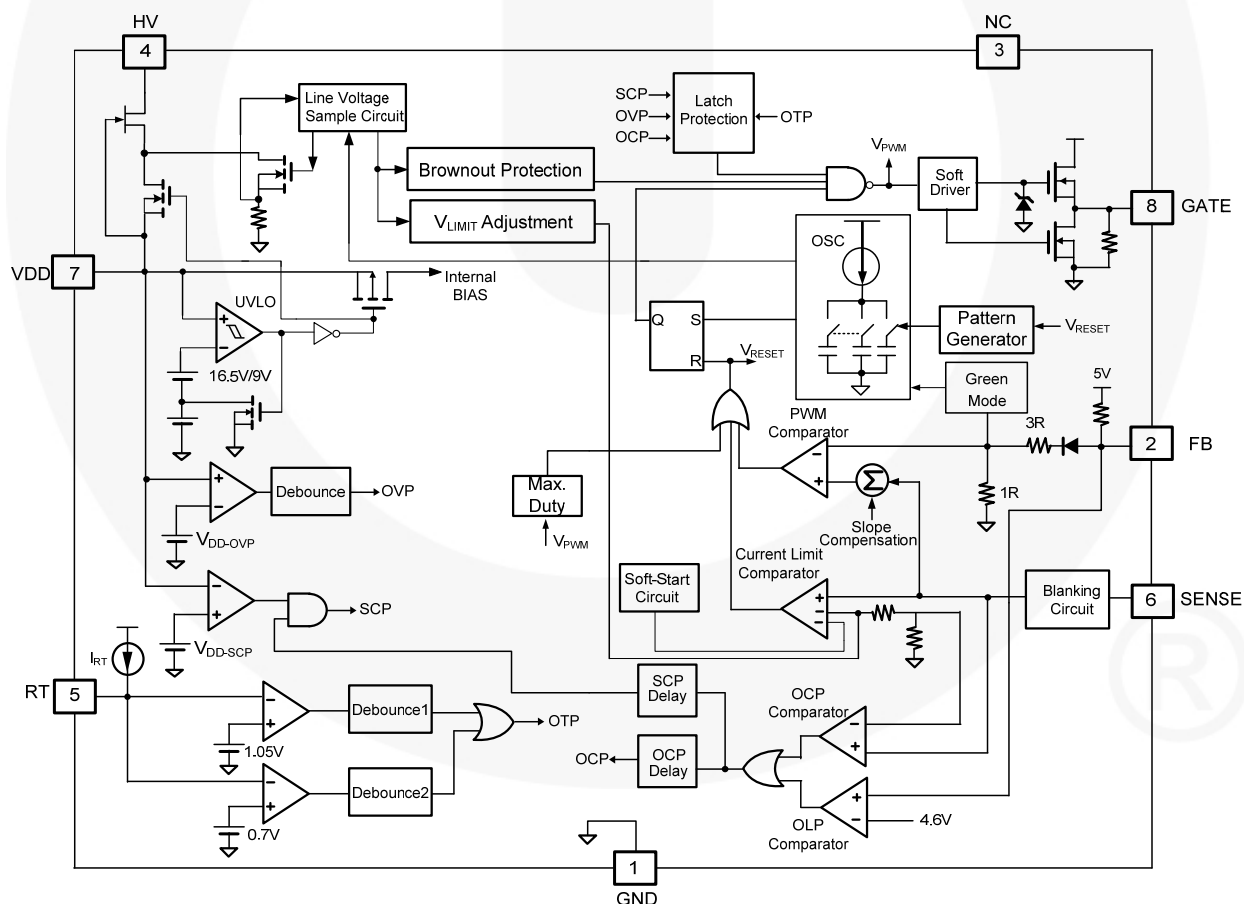 HV
4
NC
3
Line Voltage
Sample Circuit
SCP
OVP
OCP
Latch
Protection
OTP
Brownout Protection
VPWM
Soft
Driver
8
GATE
VLIMIT Adjustment
OSC
VDD
7
Internal
BIAS
UVLO
+
−
16.5V/9V
Q
S
R
VRESET
Pattern
Generator
VRESET
Green
Mode
5V
PWM
Comparator
−
+
3R
2
FB
1R
Σ
Slope
Compensation
+
−
Debounce
OVP
VDD-OVP
Max.
Duty
VPWM
Current Limit
Comparator
+
−
−
Soft-Start
Circuit
Blanking
Circuit
6
SENSE
−
+
SCP
VDD-SCP
IRT
RT
5
SCP
Delay
OCP
Comparator
−
+
−
+
Debounce1
OTP
1.05V
OCP
OCP
Delay
−
+
Debounce2
0.7V
+
−
4.6V
OLP
Comparator
1
GND
®